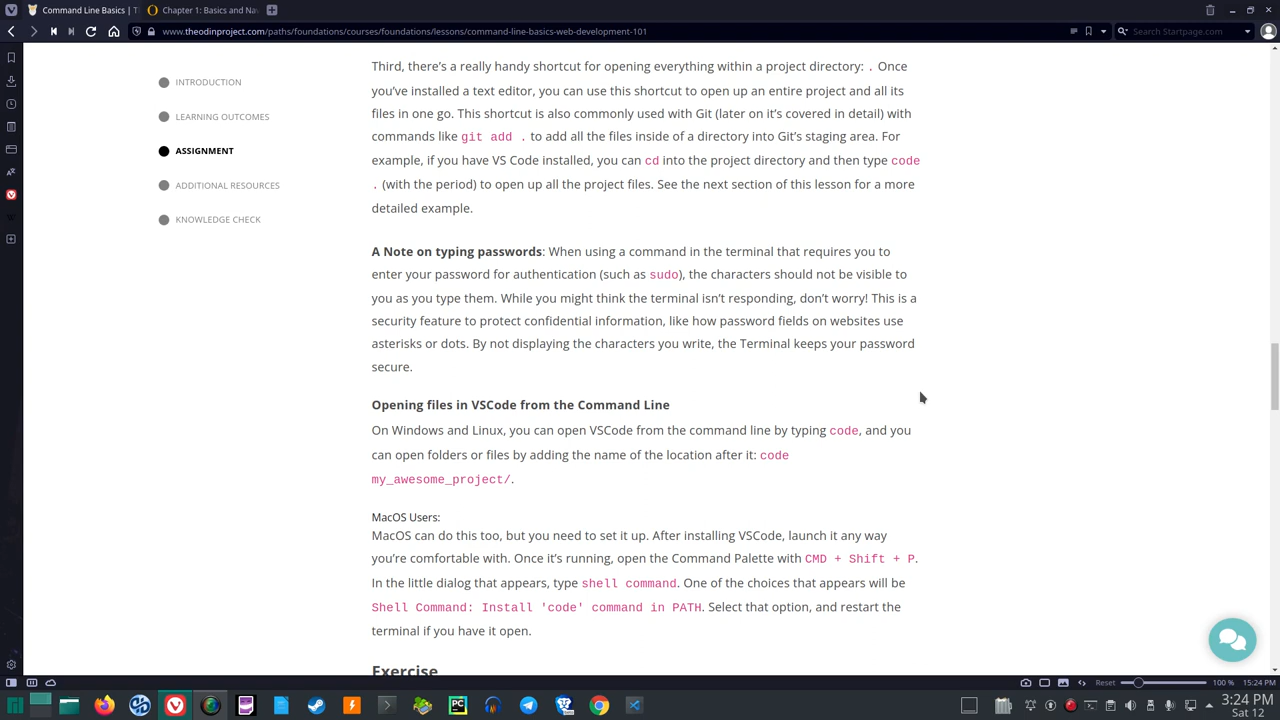 Command Line Basics | T
Chapter 1: Basics and Nav
www.theodinproject.com/paths/foundations/courses/foundations/lessons/command-line-basics-web-development-101
Search Startpage.com
INTRODUCTION
LEARNING OUTCOMES
ASSIGNMENT
ADDITIONAL RESOURCES
KNOWLEDGE CHECK
Third, there’s a really handy shortcut for opening everything within a project directory: . Once
you’ve installed a text editor, you can use this shortcut to open up an entire project and all its
files in one go. This shortcut is also commonly used with Git (later on it’s covered in detail) with
commands like git add . to add all the files inside of a directory into Git’s staging area. For
example, if you have VS Code installed, you can cd into the project directory and then type code
. (with the period) to open up all the project files. See the next section of this lesson for a more
detailed example.
A Note on typing passwords: When using a command in the terminal that requires you to
enter your password for authentication (such as sudo), the characters should not be visible to
you as you type them. While you might think the terminal isn’t responding, don’t worry! This is a
security feature to protect confidential information, like how password fields on websites use
asterisks or dots. By not displaying the characters you write, the Terminal keeps your password
secure.
Opening files in VSCode from the Command Line
On Windows and Linux, you can open VSCode from the command line by typing code, and you
can open folders or files by adding the name of the location after it: code
my_awesome_project/.
MacOS Users:
MacOS can do this too, but you need to set it up. After installing VSCode, launch it any way
you’re comfortable with. Once it’s running, open the Command Palette with CMD + Shift + P.
In the little dialog that appears, type shell command. One of the choices that appears will be
Shell Command: Install 'code' command in PATH. Select that option, and restart the
terminal if you have it open.
Exercise
Reset
100 %
15:24 PM
PC
3:24 PM
Sat 12